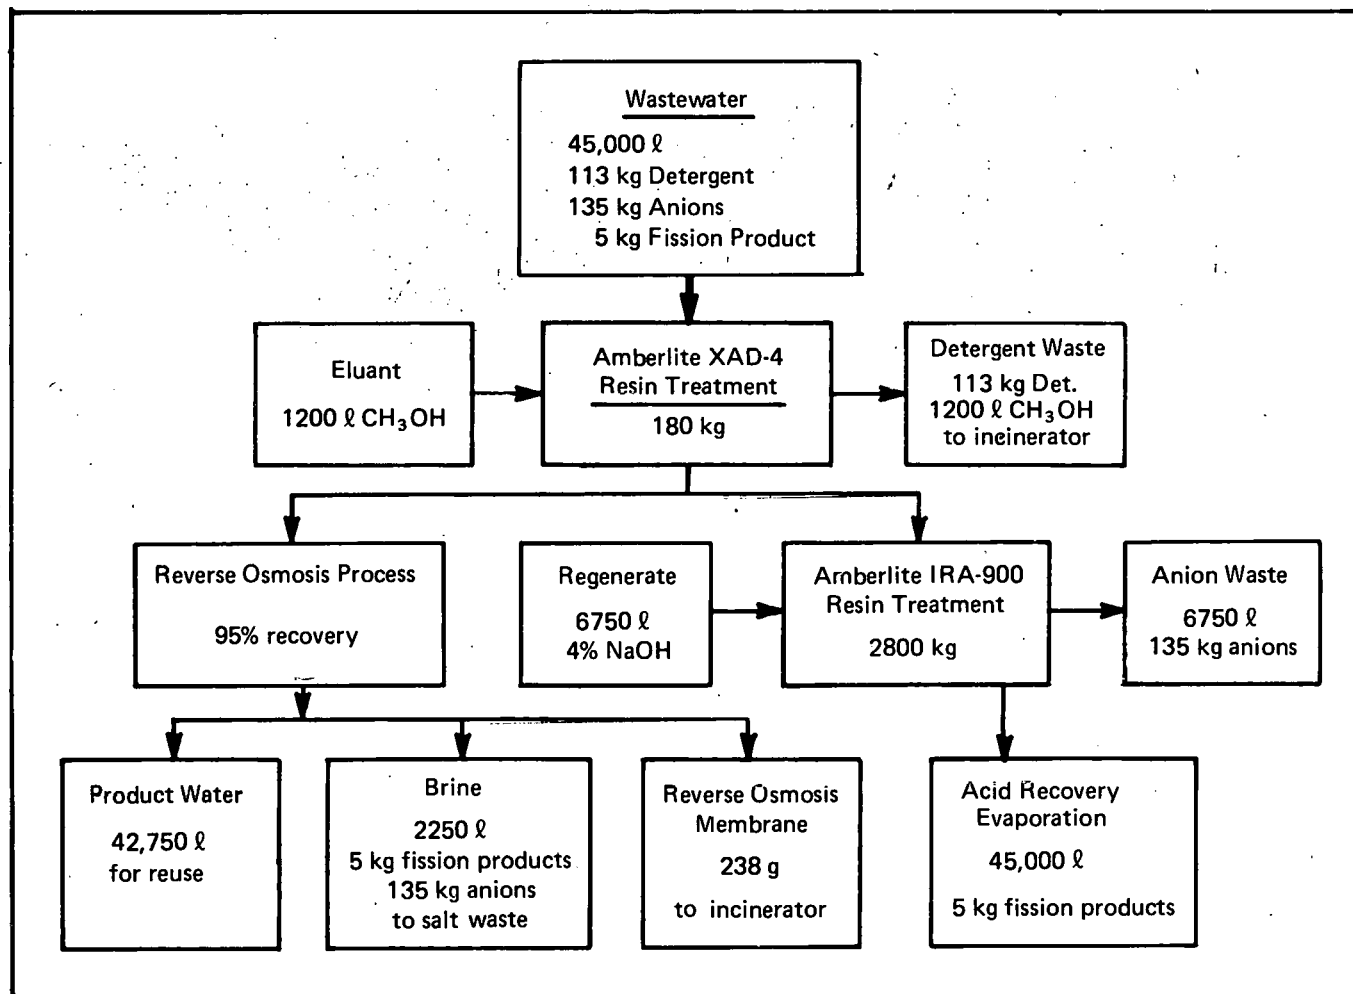 Wastewater
45,000 ℓ
113 kg Detergent
135 kg Anions
5 kg Fission Product
Eluant
1200 ℓ CH₃OH
Amberlite XAD-4
Resin Treatment
180 kg
Detergent Waste
113 kg Det.
1200 ℓ CH₃OH
to incinerator
Reverse Osmosis Process
95% recovery
Regenerate
6750 ℓ
4% NaOH
Amberlite IRA-900
Resin Treatment
2800 kg
Anion Waste
6750 ℓ
135 kg anions
Product Water
42,750 ℓ
for reuse
Brine
2250 ℓ
5 kg fission products
135 kg anions
to salt waste
Reverse Osmosis
Membrane
238 g
to incinerator
Acid Recovery
Evaporation
45,000 ℓ
5 kg fission products